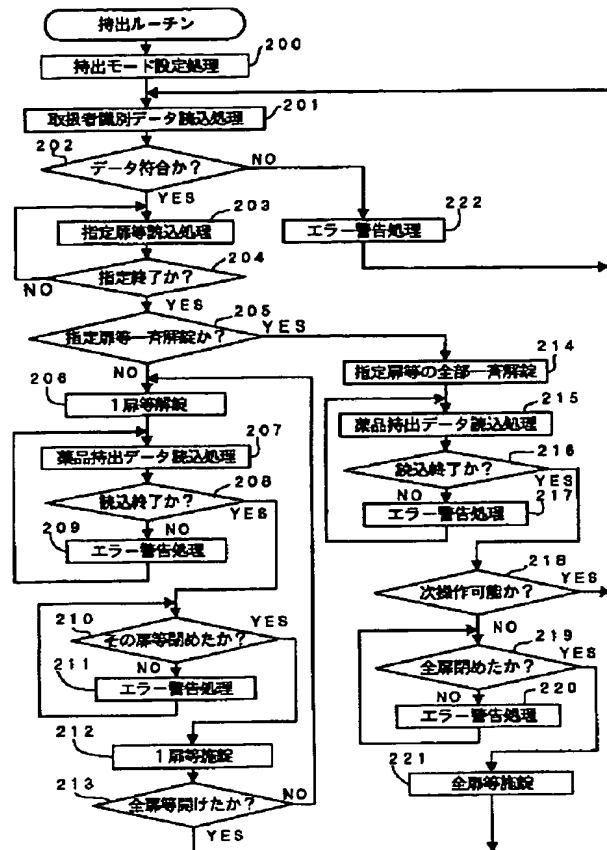 持出ルーチン
200
持出モード設定処理
201
取扱者識別データ読込処理
202
データ符合か?
NO
YES
203
指定扉等読込処理
222
エラー警告処理
204
指定終了か?
NO
YES
205
指定扉等一斉解錠か?
YES
NO
206
1扉等解錠
214
指定扉等の全部一斉解錠
215
薬品持出データ読込処理
207
薬品持出データ読込処理
216
読込終了か?
YES
NO
217
エラー警告処理
208
読込終了か?
YES
NO
209
エラー警告処理
218
次操作可能か?
YES
NO
210
その扉等閉めたか?
YES
NO
211
エラー警告処理
219
全扉閉めたか?
YES
NO
220
エラー警告処理
212
1扉等施錠
221
全扉等施錠
213
全扉等開けたか?
NO
YES